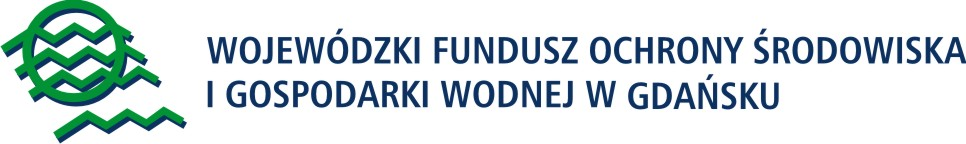 WOJEWÓDZKI FUNDUSZ OCHRONY ŚRODOWISKA
I GOSPODARKI WODNEJ W GDAŃSKU